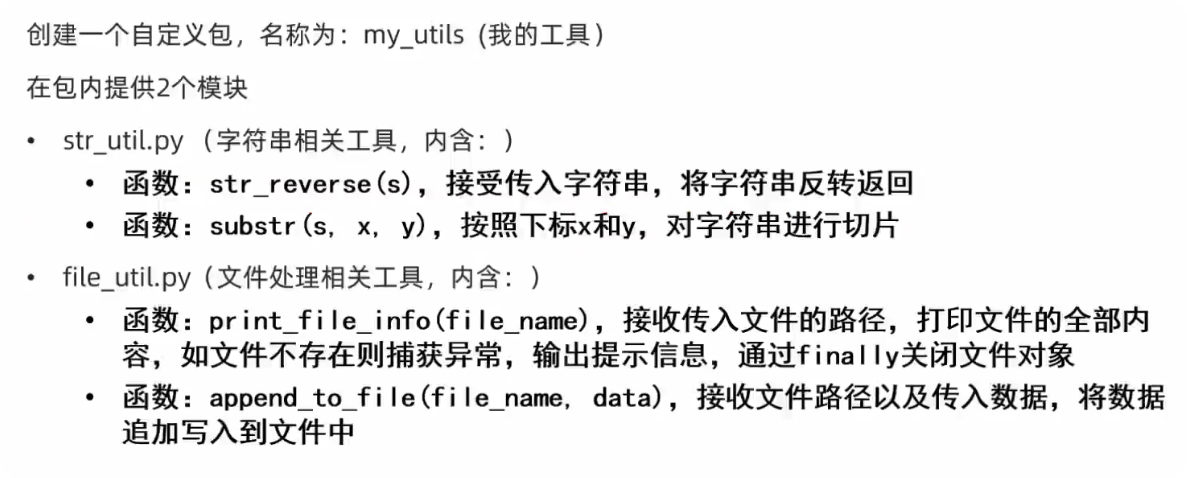 创建一个自定义包，名称为：my_utils（我的工具）
在包内提供2个模块
• str_util.py（字符串相关工具，内含：）
• 函数：str_reverse(s)，接受传入字符串，将字符串反转返回
• 函数：substr(s, x, y)，按照下标x和y，对字符串进行切片
• file_util.py（文件处理相关工具，内含：）
• 函数：print_file_info(file_name)，接收传入文件的路径，打印文件的全部内
容，如文件不存在则捕获异常，输出提示信息，通过finally关闭文件对象
• 函数：append_to_file(file_name, data)，接收文件路径以及传入数据，将数据
追加写入到文件中